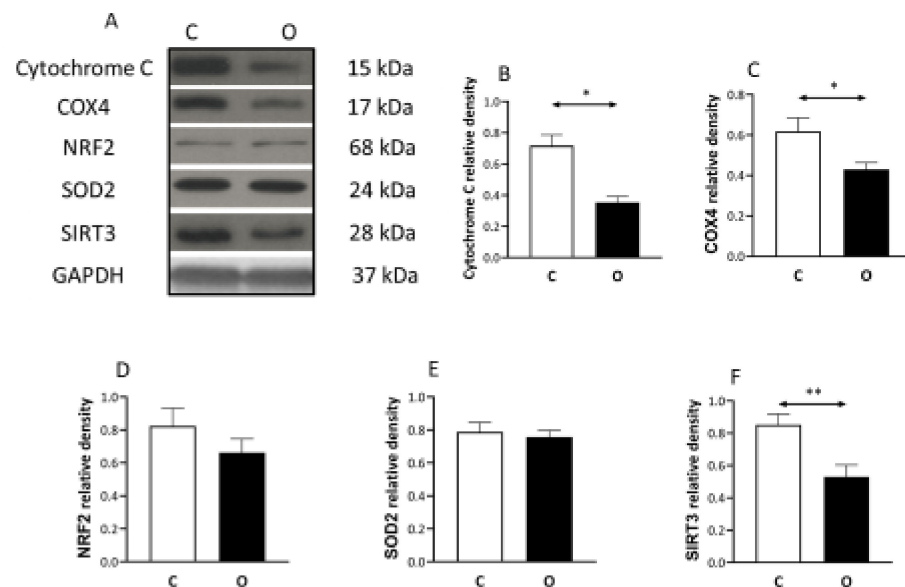 A
C O
Cytochrome C 15 kDa
COX4 17 kDa
NRF2 68 kDa
SOD2 24 kDa
SIRT3 28 kDa
GAPDH 37 kDa
B
*
Cytochrome C relative density
1.0
0.8
0.6
0.4
0.2
0.0
C O
C
*
COX4 relative density
0.8
0.6
0.4
0.2
0.0
C O
D
NRF2 relative density
1.0
0.8
0.6
0.4
0.2
0.0
C O
E
SOD2 relative density
1.0
0.8
0.6
0.4
0.2
0.0
C O
F
**
SIRT3 relative density
1.0
0.8
0.6
0.4
0.2
0.0
C O